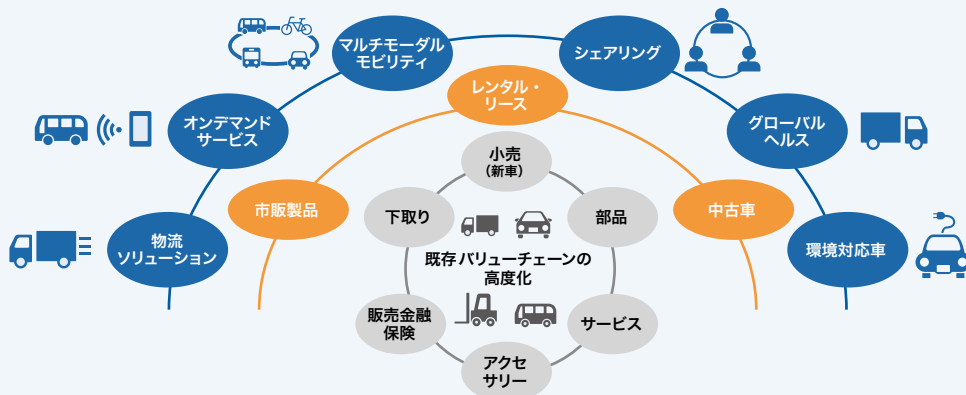 マルチモーダル
モビリティ
シェアリング
レンタル・
リース
オンデマンド
サービス
グローバル
ヘルス
小売
(新車)
市販製品
下取り
部品
中古車
物流
ソリューション
環境対応車
既存バリューチェーンの
高度化
販売金融
保険
サービス
アクセ
サリー